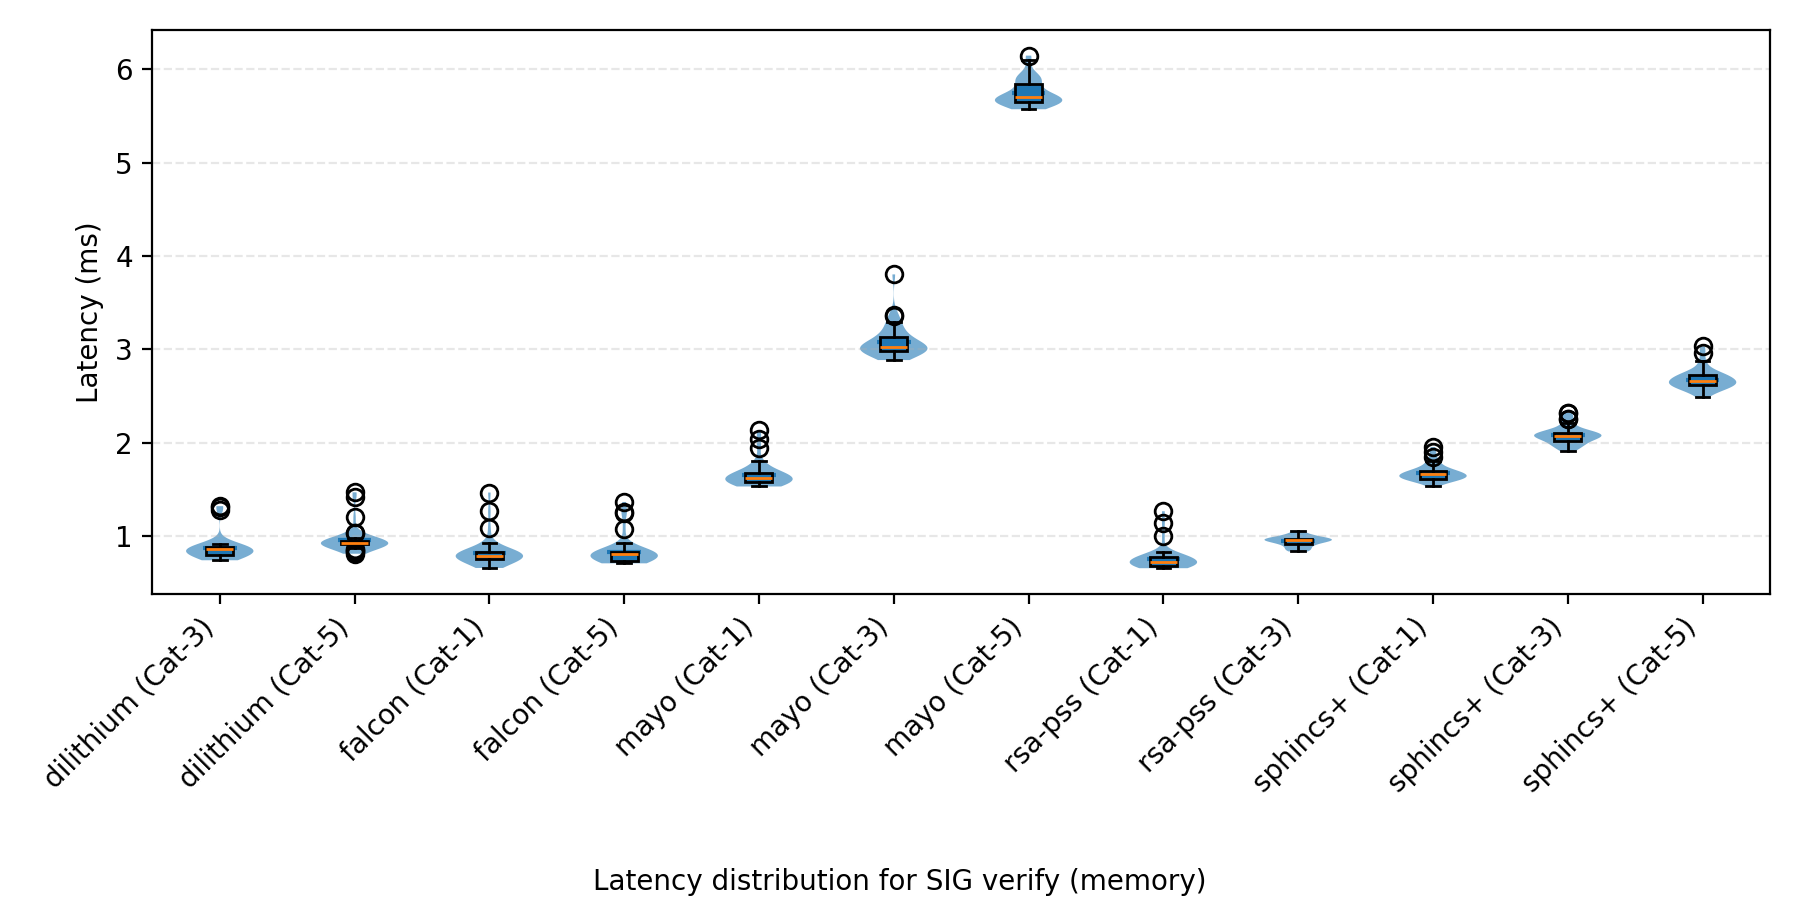 6
5
4
3
2
1
Latency (ms)
dilithium (Cat-3)
dilithium (Cat-5)
falcon (Cat-1)
falcon (Cat-5)
mayo (Cat-1)
mayo (Cat-3)
mayo (Cat-5)
rsa-pss (Cat-1)
rsa-pss (Cat-3)
sphincs+ (Cat-1)
sphincs+ (Cat-3)
sphincs+ (Cat-5)
Latency distribution for SIG verify (memory)